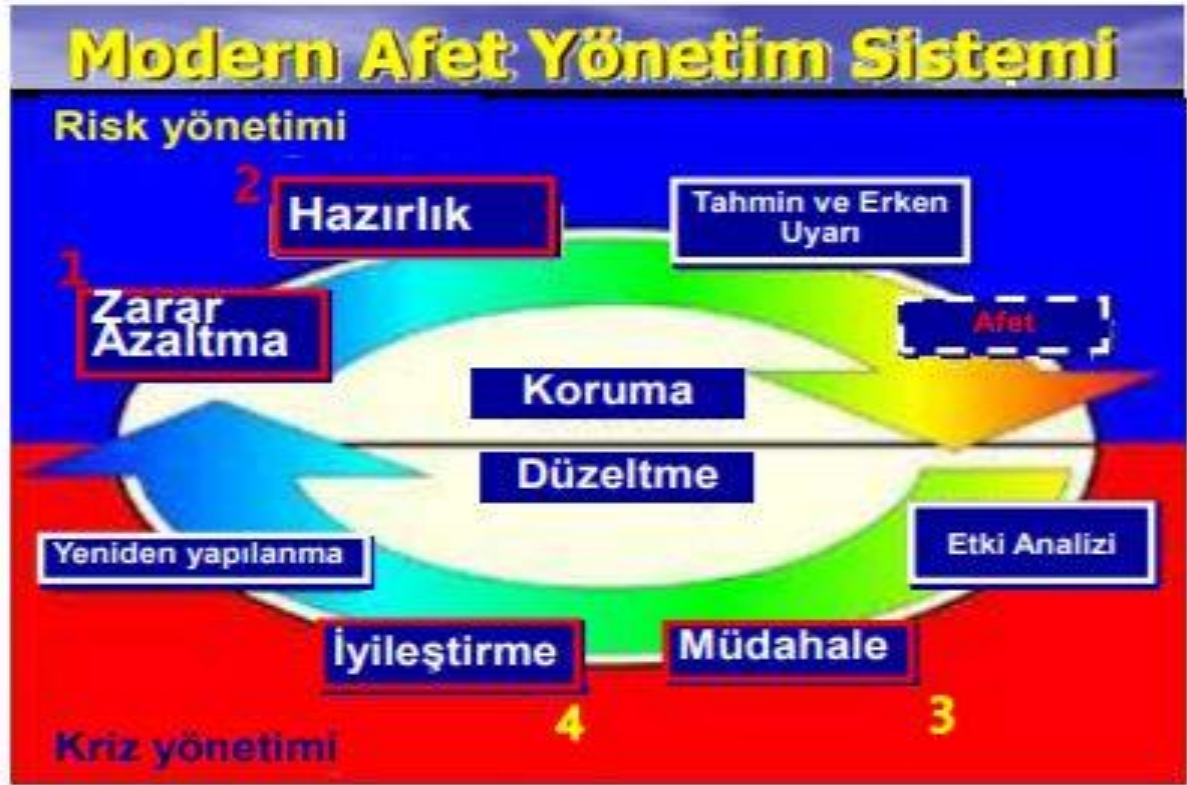 Modern Afet Yönetim Sistemi
Risk yönetimi
2
Hazırlık
Tahmin ve Erken
Uyarı
1
Zarar
Azaltma
Afet
Koruma
Düzeltme
Yeniden yapılanma
Etki Analizi
İyileştirme
Müdahale
4
3
Kriz yönetimi